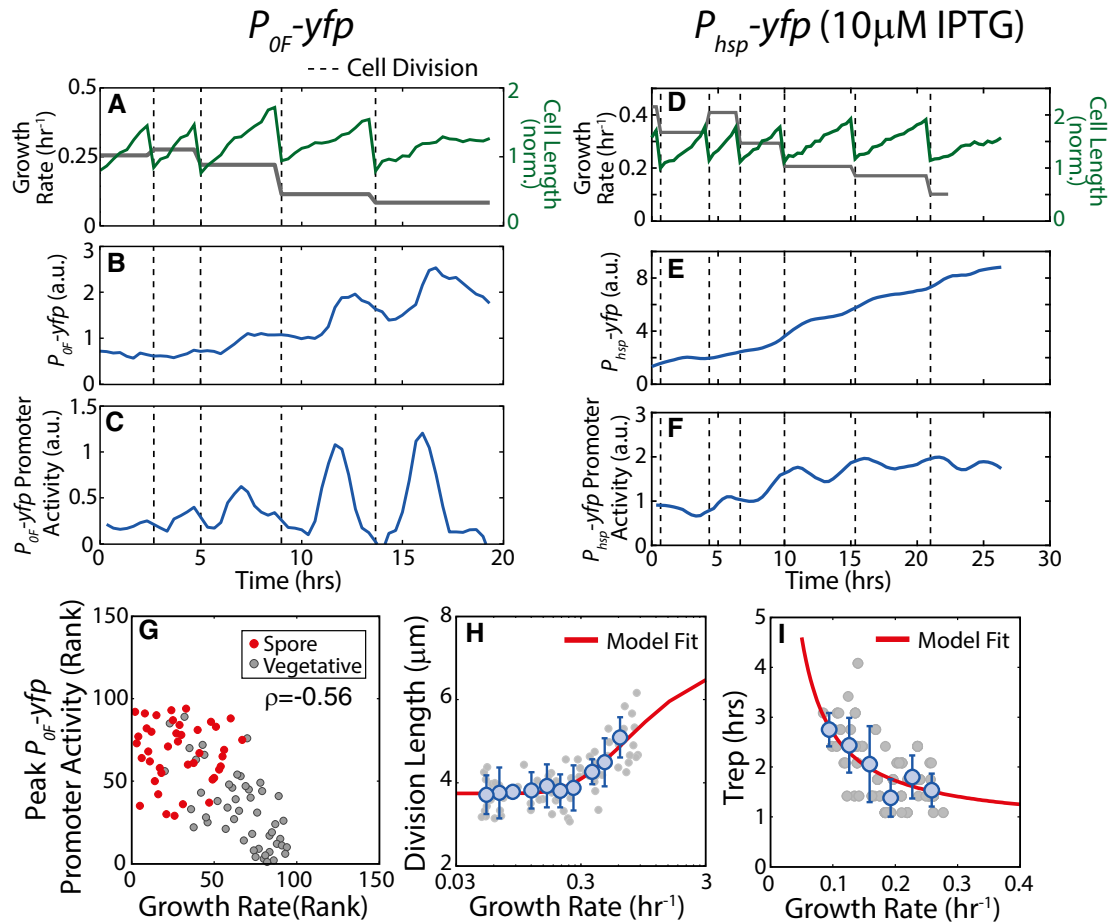 P0F-yfp
Phsp-yfp (10μM IPTG)
---- Cell Division
A
Growth Rate (hr-1)
0.5
0.25
0
Cell Length (norm.)
2
1
0
B
P0F-yfp (a.u.)
3
2
1
0
C
P0F-yfp Promoter Activity (a.u.)
1.5
1
0.5
0
0 5 10 15 20
Time (hrs)
D
Growth Rate (hr-1)
0.4
0.2
0
Cell Length (norm.)
2
1
0
E
Phsp-yfp (a.u.)
8
4
0
F
Phsp-yfp Promoter Activity (a.u.)
3
2
1
0
0 5 10 15 20 25 30
Time (hrs)
G
Peak P0F-yfp Promoter Activity (Rank)
150
100
50
0
Spore
Vegetative
ρ=-0.56
0 50 100 150
Growth Rate(Rank)
H
Division Length (μm)
8
6
4
2
Model Fit
0.03 0.3 3
Growth Rate (hr-1)
I
Trep (hrs)
5
4
3
2
1
0
Model Fit
0 0.1 0.2 0.3 0.4
Growth Rate (hr-1)